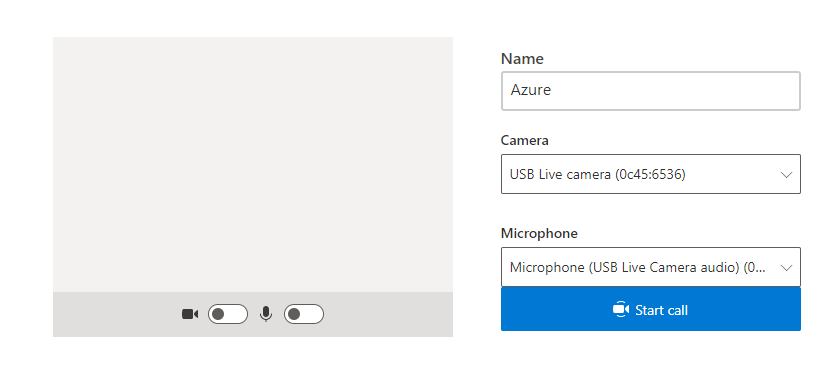 Name
Azure
Camera
USB Live camera (0c45:6536)
Microphone
Microphone (USB Live Camera audio) (0...
Start call